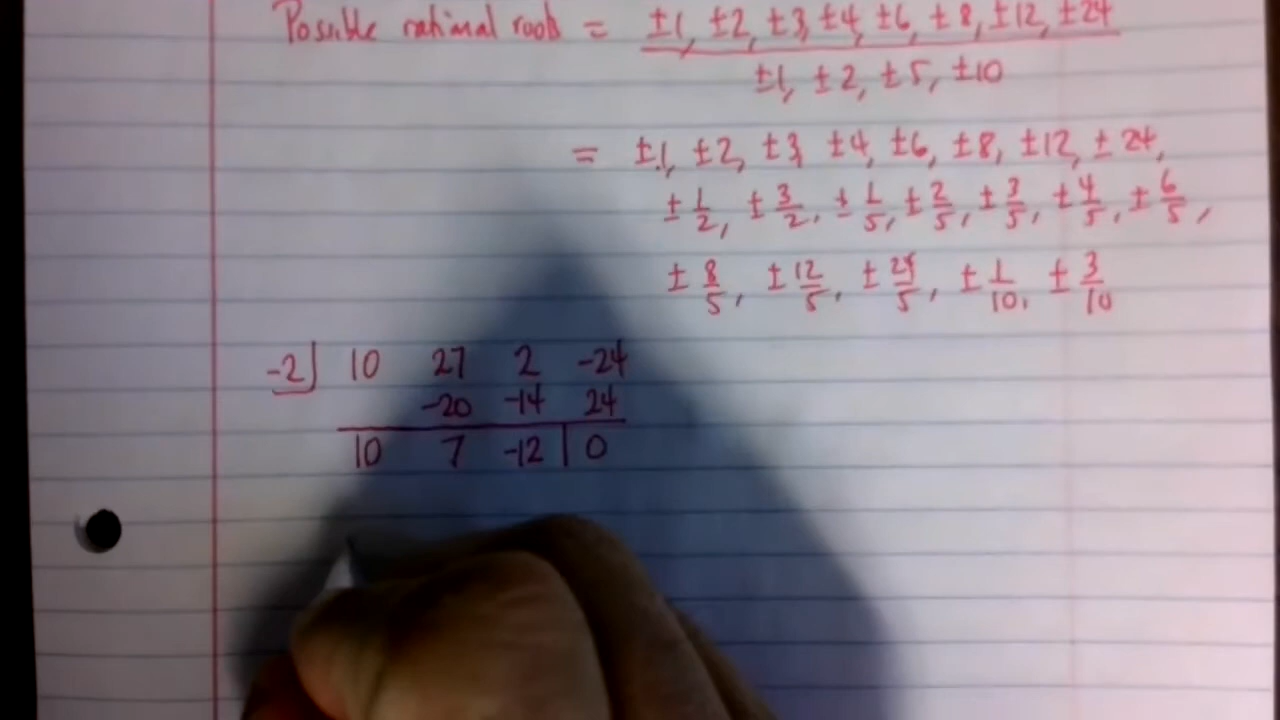 Possible rational roots = ±1, ±2, ±3, ±4, ±6, ±8, ±12, ±24
±1, ±2, ±5, ±10
= ±1, ±2, ±3, ±4, ±6, ±8, ±12, ±24,
± 1/2, ± 3/2, ± 1/5, ± 2/5, ± 3/5, ± 4/5, ± 6/5,
± 8/5, ± 12/5, ± 24/5, ± 1/10, ± 3/10
-2 | 10 27 2 -24
-20 -14 24
10 7 -12 | 0